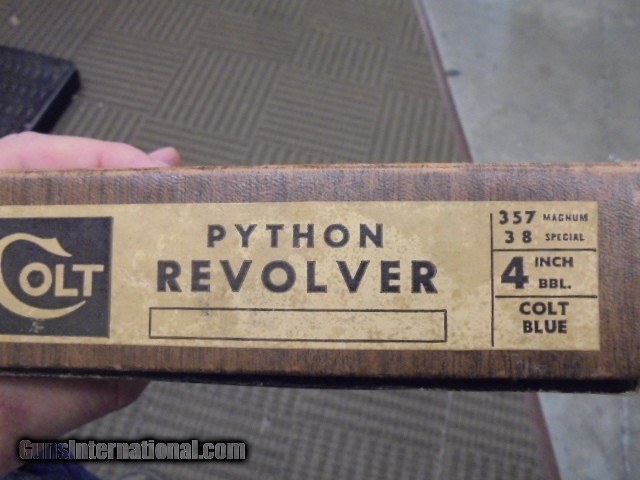 COLT
PYTHON
REVOLVER
357 MAGNUM
38 SPECIAL
4 INCH
BBL.
COLT
BLUE
GunsInternational.com